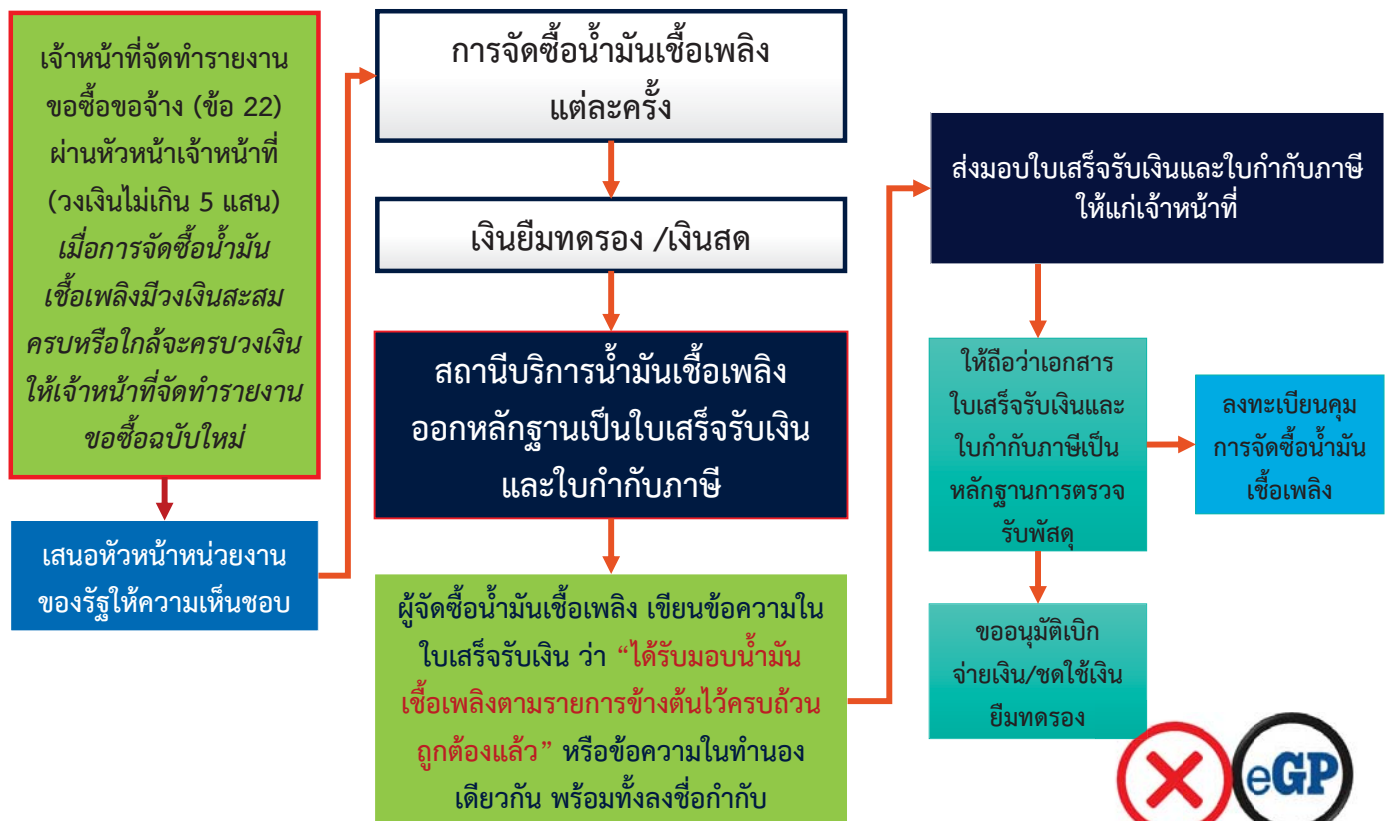 เจ้าหน้าที่จัดทำรายงาน
ขอซื้อขอจ้าง (ข้อ 22)
ผ่านหัวหน้าเจ้าหน้าที่
(วงเงินไม่เกิน 5 แสน)
เมื่อการจัดซื้อน้ำมัน
เชื้อเพลิงมีวงเงินสะสม
ครบหรือใกล้จะครบวงเงิน
ให้เจ้าหน้าที่จัดทำรายงาน
ขอซื้อฉบับใหม่
เสนอหัวหน้าหน่วยงาน
ของรัฐให้ความเห็นชอบ
การจัดซื้อน้ำมันเชื้อเพลิง
แต่ละครั้ง
เงินยืมทดรอง /เงินสด
สถานีบริการน้ำมันเชื้อเพลิง
ออกหลักฐานเป็นใบเสร็จรับเงิน
และใบกำกับภาษี
ผู้จัดซื้อน้ำมันเชื้อเพลิง เขียนข้อความใน
ใบเสร็จรับเงิน ว่า “ได้รับมอบน้ำมัน
เชื้อเพลิงตามรายการข้างต้นไว้ครบถ้วน
ถูกต้องแล้ว” หรือข้อความในทำนอง
เดียวกัน พร้อมทั้งลงชื่อกำกับ
ส่งมอบใบเสร็จรับเงินและใบกำกับภาษี
ให้แก่เจ้าหน้าที่
ให้ถือว่าเอกสาร
ใบเสร็จรับเงินและ
ใบกำกับภาษีเป็น
หลักฐานการตรวจ
รับพัสดุ
ลงทะเบียนคุม
การจัดซื้อน้ำมัน
เชื้อเพลิง
ขออนุมัติเบิก
จ่ายเงิน/ชดใช้เงิน
ยืมทดรอง
eGP